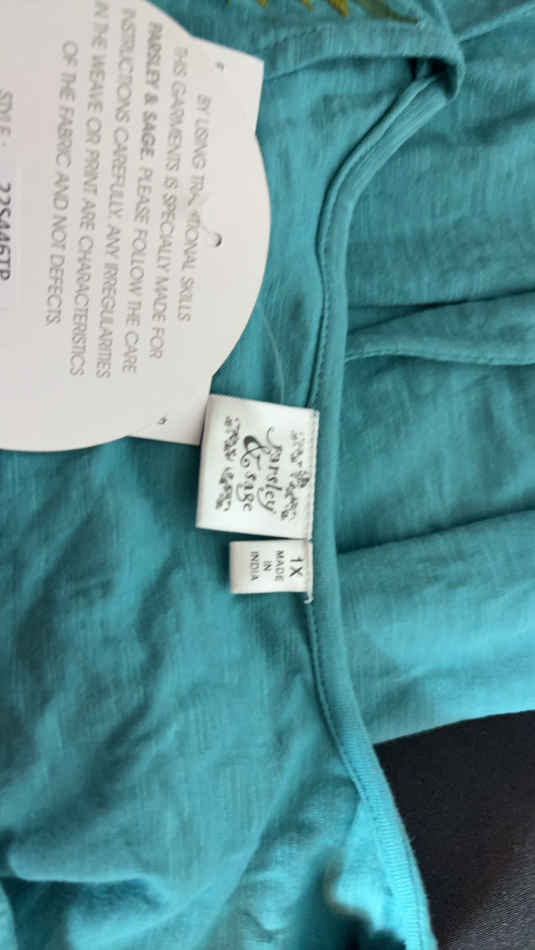 BY USING TRADITIONAL SKILLS
THIS GARMENTS IS SPECIALLY MADE FOR
PARSLEY & SAGE. PLEASE FOLLOW THE CARE
INSTRUCTIONS CAREFULLY. ANY IRREGULARITIES
IN THE WEAVE OR PRINT ARE CHARACTERISTICS
OF THE FABRIC AND NOT DEFECTS.
STYLE : 22S446TP
parsley
& sage
1X
MADE
IN
INDIA